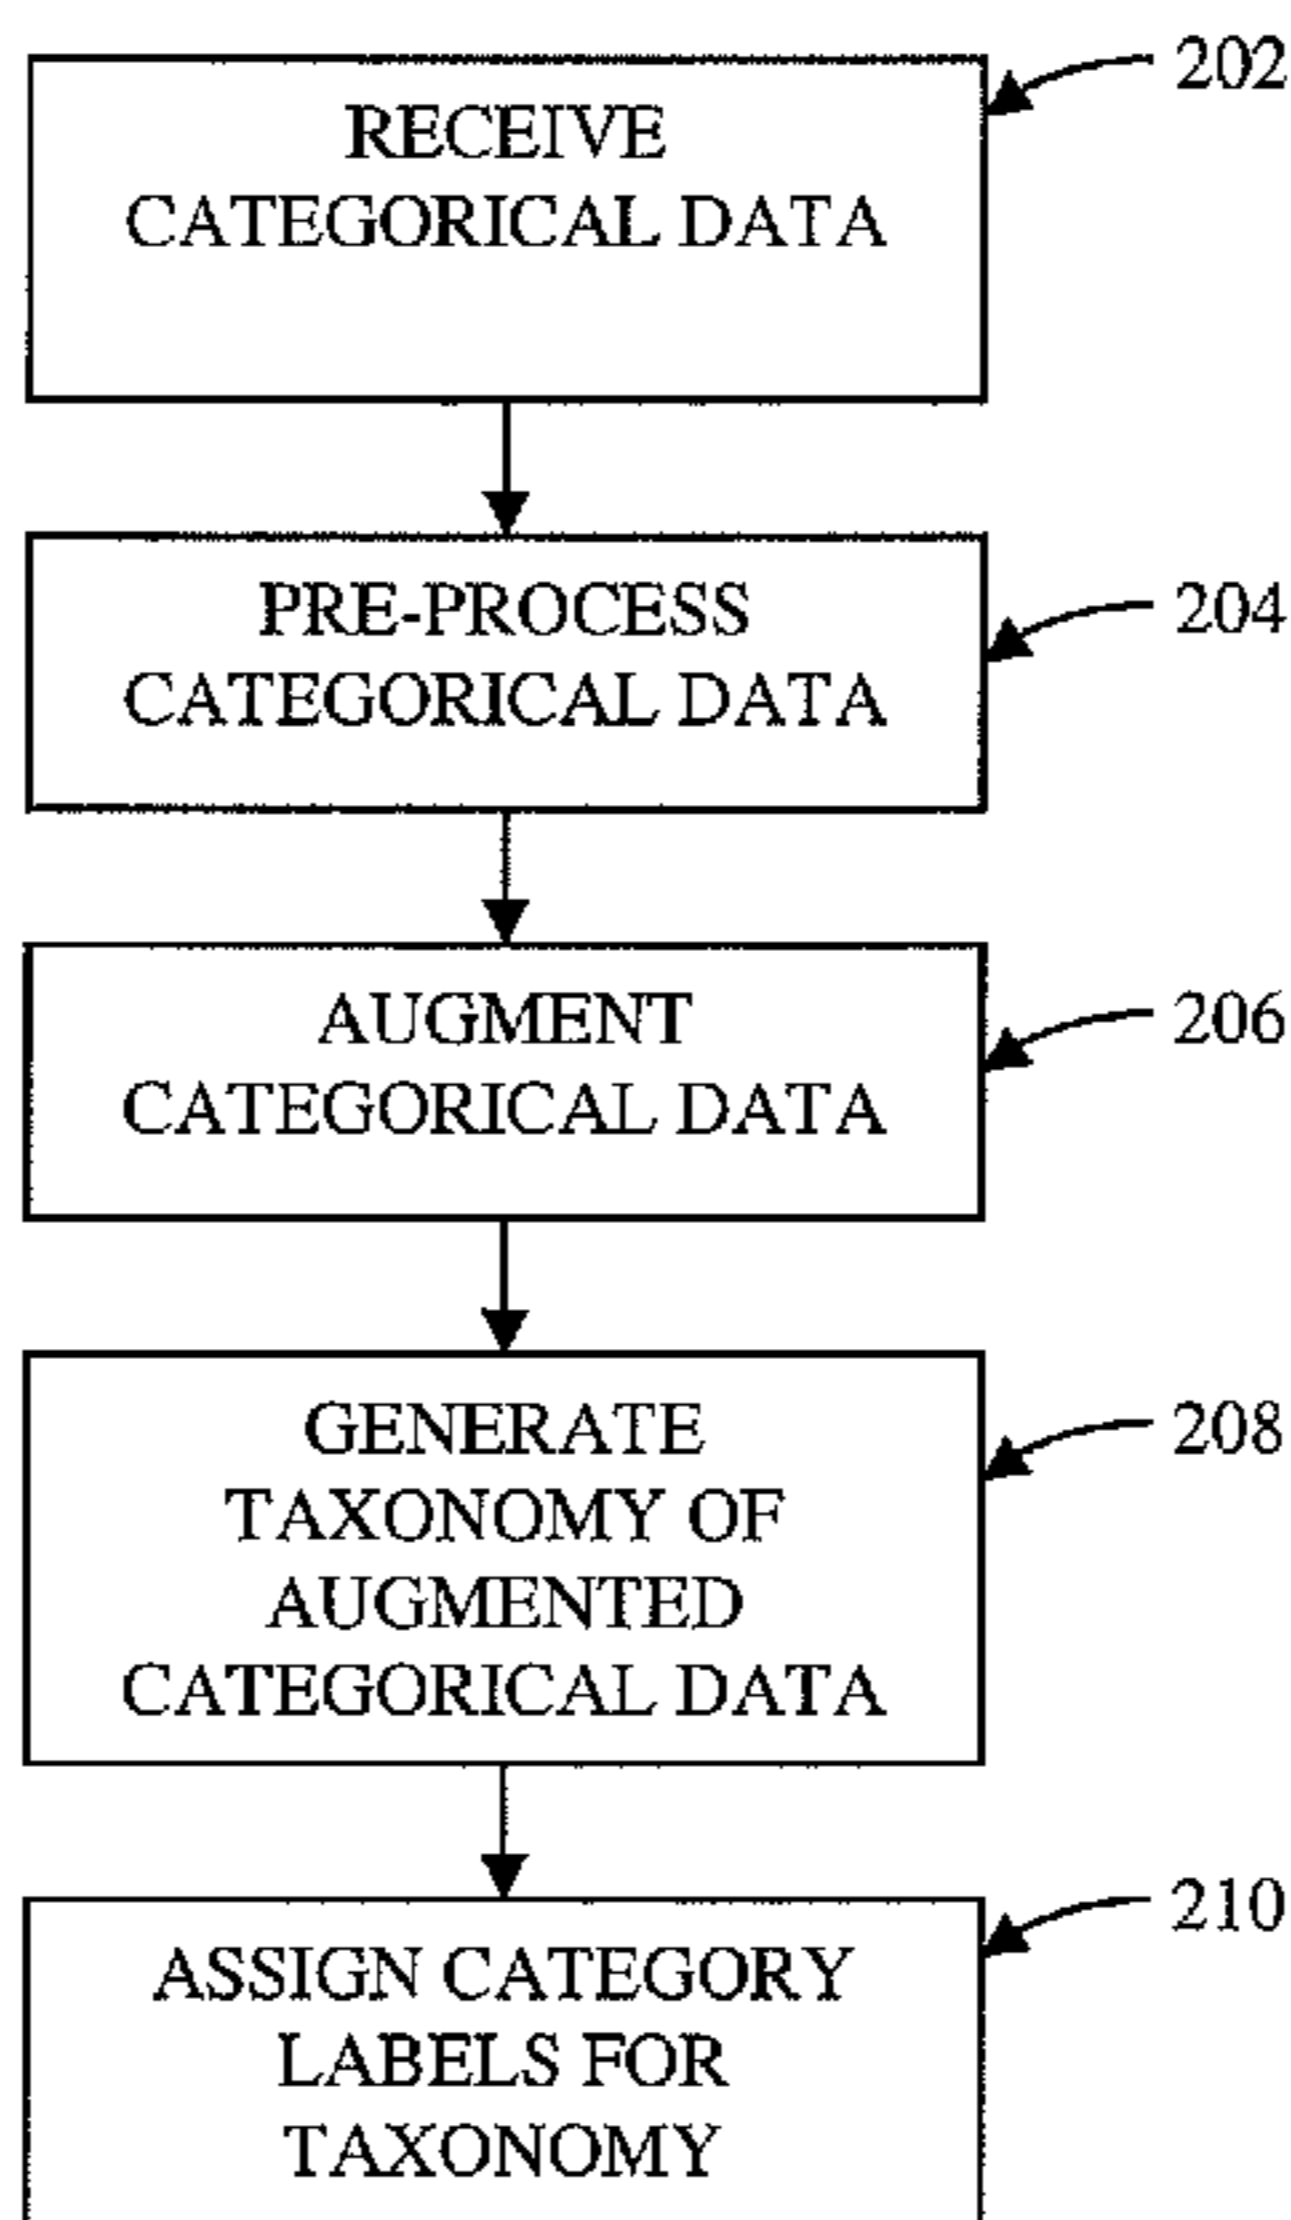 202
RECEIVE
CATEGORICAL DATA
204
PRE-PROCESS
CATEGORICAL DATA
206
AUGMENT
CATEGORICAL DATA
208
GENERATE
TAXONOMY OF
AUGMENTED
CATEGORICAL DATA
210
ASSIGN CATEGORY
LABELS FOR
TAXONOMY